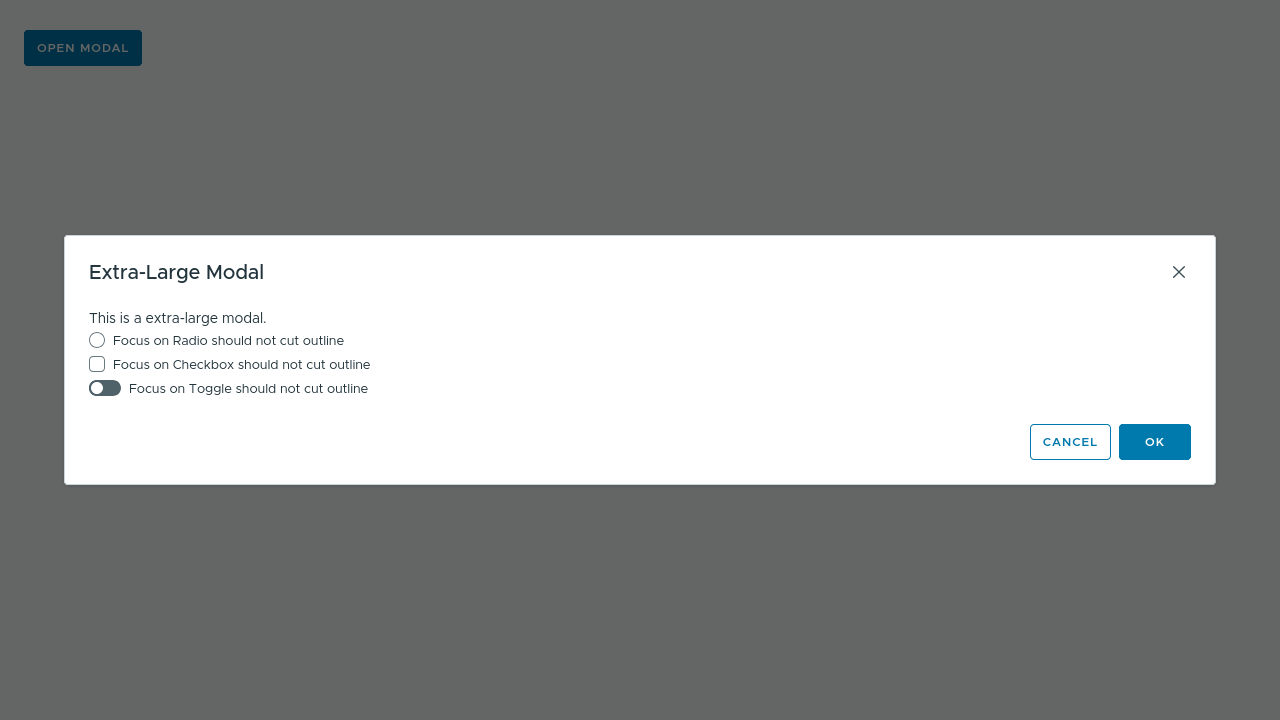 OPEN MODAL
Extra-Large Modal
This is a extra-large modal.
Focus on Radio should not cut outline
Focus on Checkbox should not cut outline
Focus on Toggle should not cut outline
CANCEL OK